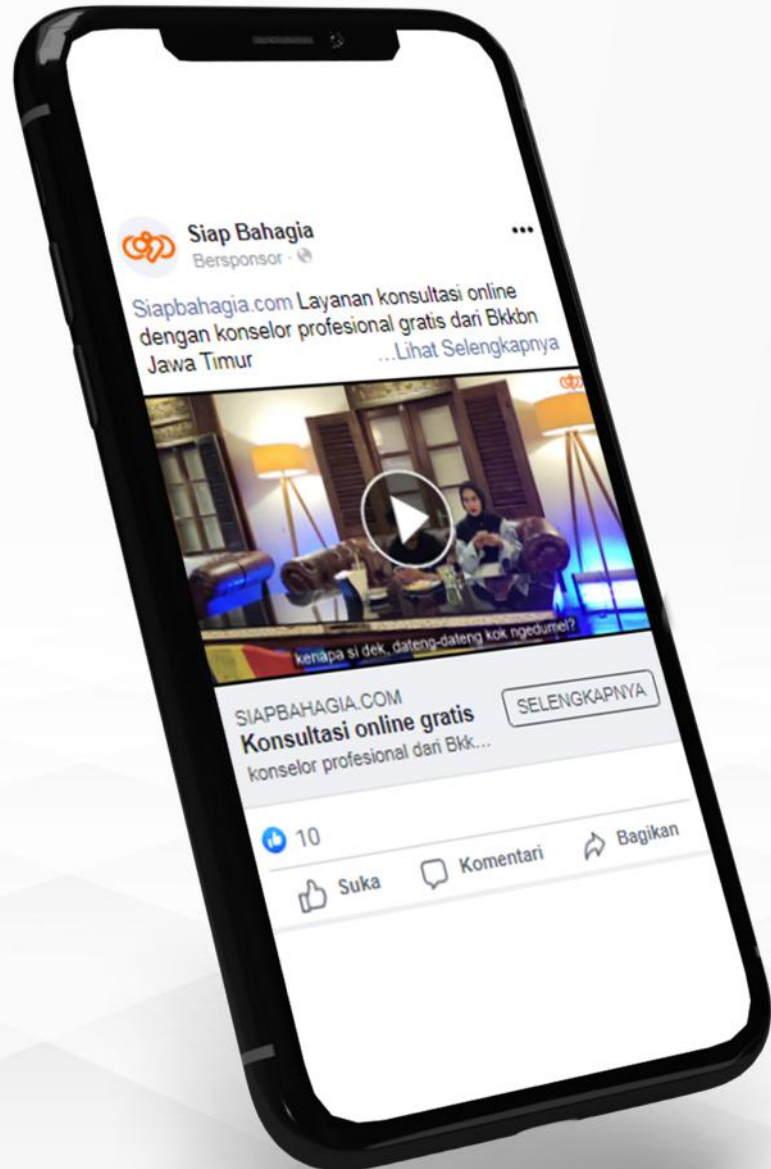 Siap Bahagia
Bersponsor ·
Siapbahagia.com Layanan konsultasi online
dengan konselor profesional gratis dari Bkkbn
Jawa Timur ...Lihat Selengkapnya
kenapa si dek, dateng-dateng kok ngedumel?
SIAPBAHAGIA.COM
Konsultasi online gratis
konselor profesional dari Bkk...
SELENGKAPNYA
10
Suka Komentari Bagikan